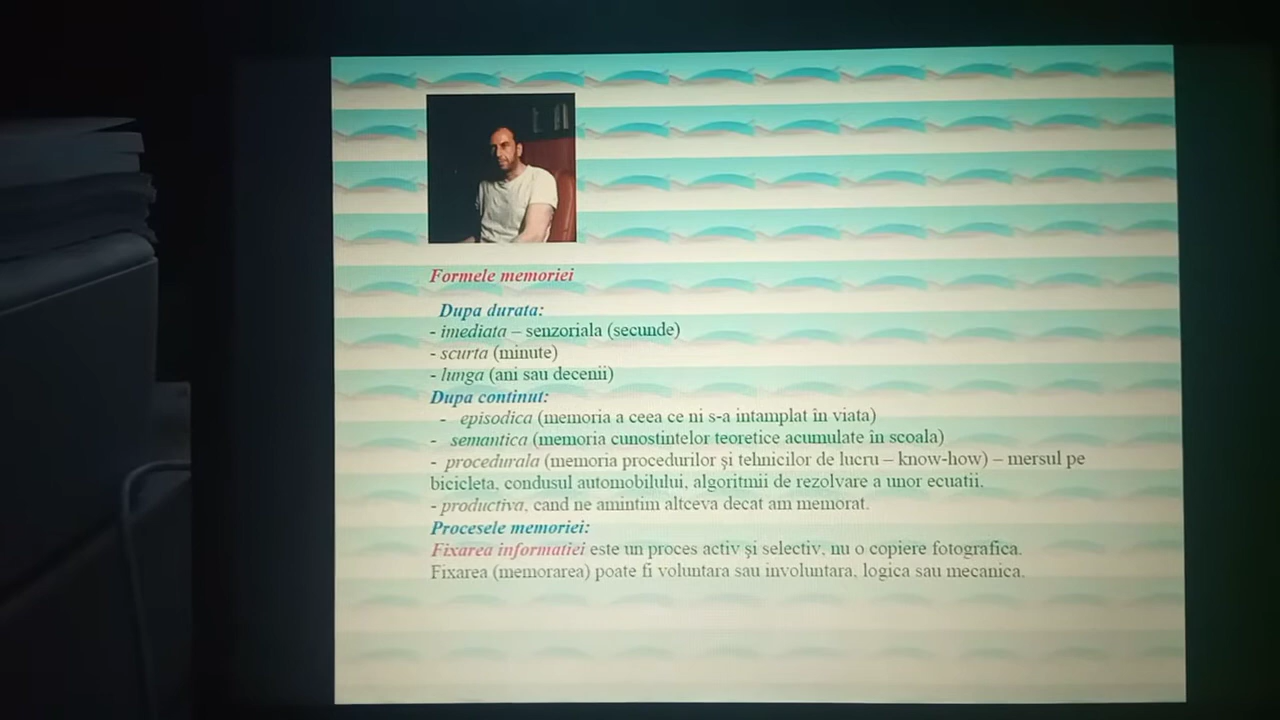 Formele memoriei
Dupa durata:
- imediata – senzoriala (secunde)
- scurta (minute)
- lunga (ani sau decenii)
Dupa continut:
- episodica (memoria a ceea ce ni s-a intamplat în viata)
- semantica (memoria cunostintelor teoretice acumulate in scoala)
- procedurala (memoria procedurilor şi tehnicilor de lucru – know-how) – mersul pe
bicicleta, condusul automobilului, algoritmii de rezolvare a unor ecuatii.
- productiva, cand ne amintim altceva decat am memorat.
Procesele memoriei:
Fixarea informatiei este un proces activ şi selectiv, nu o copiere fotografica.
Fixarea (memorarea) poate fi voluntara sau involuntara, logica sau mecanica.